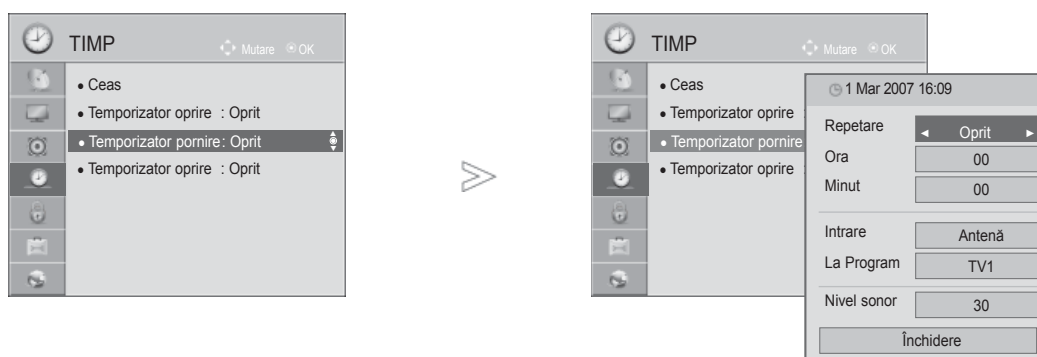 TIMP
Mutare OK
• Ceas
• Temporizator oprire : Oprit
• Temporizator pornire : Oprit
• Temporizator oprire : Oprit
TIMP
Mutare OK
• Ceas
• Temporizator oprire :
• Temporizator pornire
• Temporizator oprire :
1 Mar 2007 16:09
Repetare ◄ Oprit ►
Ora 00
Minut 00
Intrare Antenă
La Program TV1
Nivel sonor 30
Închidere